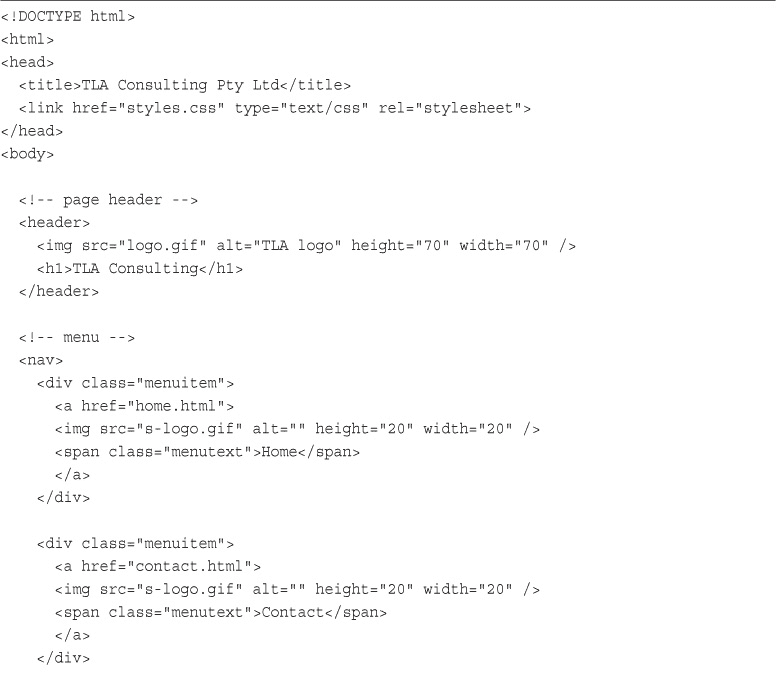 <!DOCTYPE html>
<html>
<head>
  <title>TLA Consulting Pty Ltd</title>
  <link href="styles.css" type="text/css" rel="stylesheet">
</head>
<body>

  <!-- page header -->
  <header>
    <img src="logo.gif" alt="TLA logo" height="70" width="70" />
    <h1>TLA Consulting</h1>
  </header>

  <!-- menu -->
  <nav>
    <div class="menuitem">
      <a href="home.html">
      <img src="s-logo.gif" alt="" height="20" width="20" />
      <span class="menutext">Home</span>
      </a>
    </div>

    <div class="menuitem">
      <a href="contact.html">
      <img src="s-logo.gif" alt="" height="20" width="20" />
      <span class="menutext">Contact</span>
      </a>
    </div>